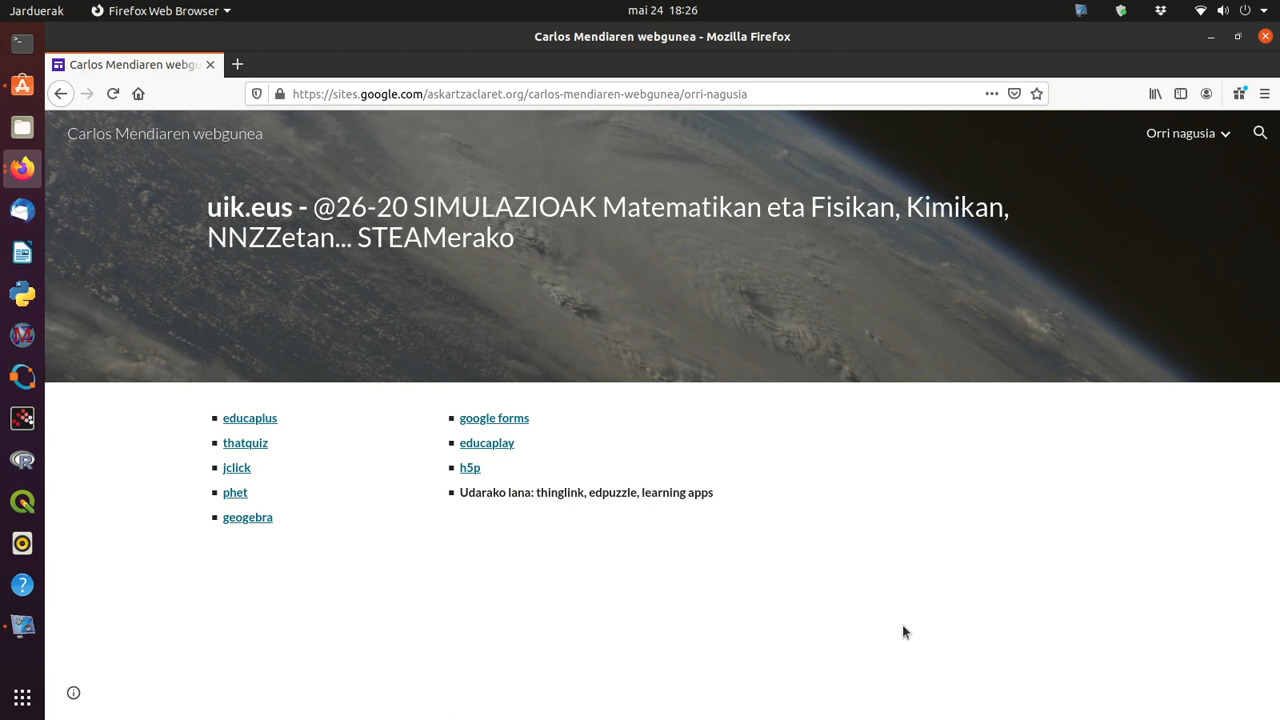 Jarduerak
Firefox Web Browser
mai 24 18:26
Carlos Mendiaren webgunea - Mozilla Firefox
Carlos Mendiaren webgu
https://sites.google.com/askartzaclaret.org/carlos-mendiaren-webgunea/orri-nagusia
Carlos Mendiaren webgunea
Orri nagusia
uik.eus - @26-20 SIMULAZIOAK Matematikan eta Fisikan, Kimikan,
NNZZetan... STEAMerako
educaplus
thatquiz
jclick
phet
geogebra
google forms
educaplay
h5p
Udarako lana: thinglink, edpuzzle, learning apps